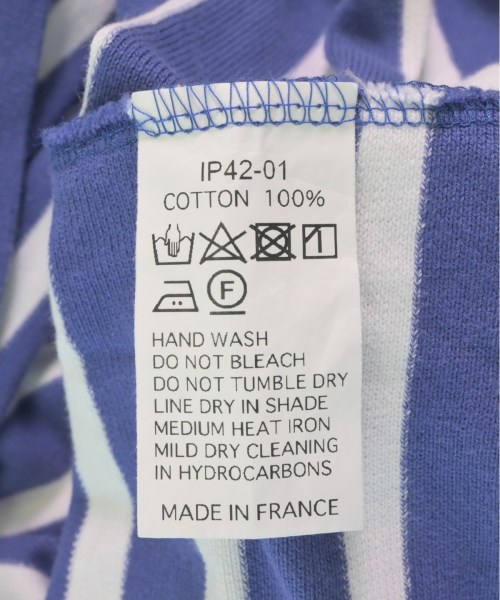 IP42-01
COTTON 100%
F
HAND WASH
DO NOT BLEACH
DO NOT TUMBLE DRY
LINE DRY IN SHADE
MEDIUM HEAT IRON
MILD DRY CLEANING
IN HYDROCARBONS
MADE IN FRANCE